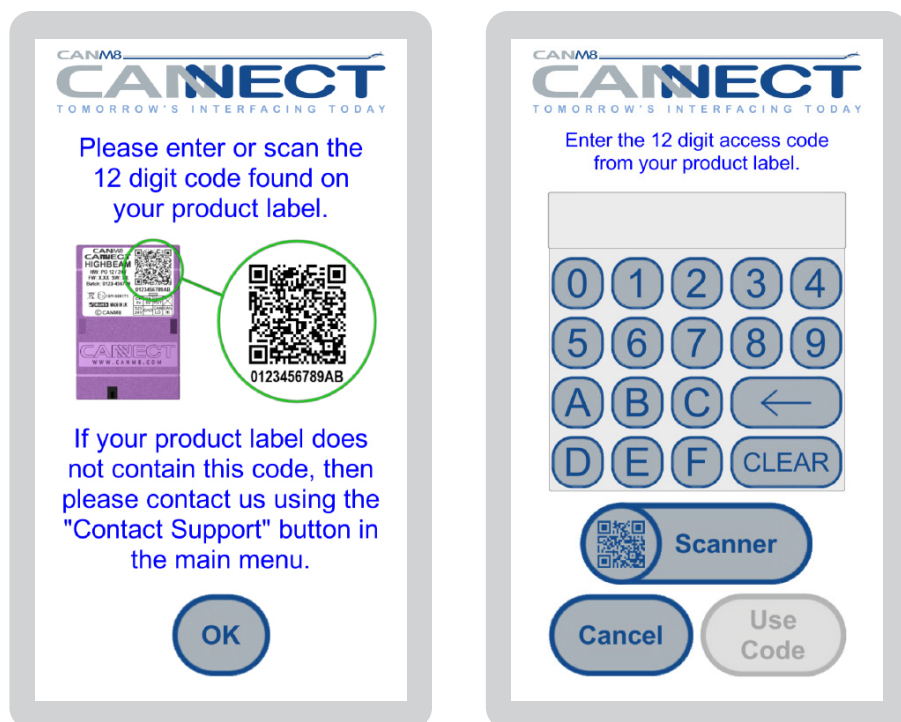 CANM8
CANNECT
TOMORROW'S INTERFACING TODAY
Please enter or scan the
12 digit code found on
your product label.
CANM8
CANNECT
HIGHBEAM
0123456789AB
CANNECT
WWW.CANM8.COM
0123456789AB
If your product label does
not contain this code, then
please contact us using the
"Contact Support" button in
the main menu.
OK
CANM8
CANNECT
TOMORROW'S INTERFACING TODAY
Enter the 12 digit access code
from your product label.
0 1 2 3 4
5 6 7 8 9
A B C ←
D E F CLEAR
Scanner
Cancel
Use
Code